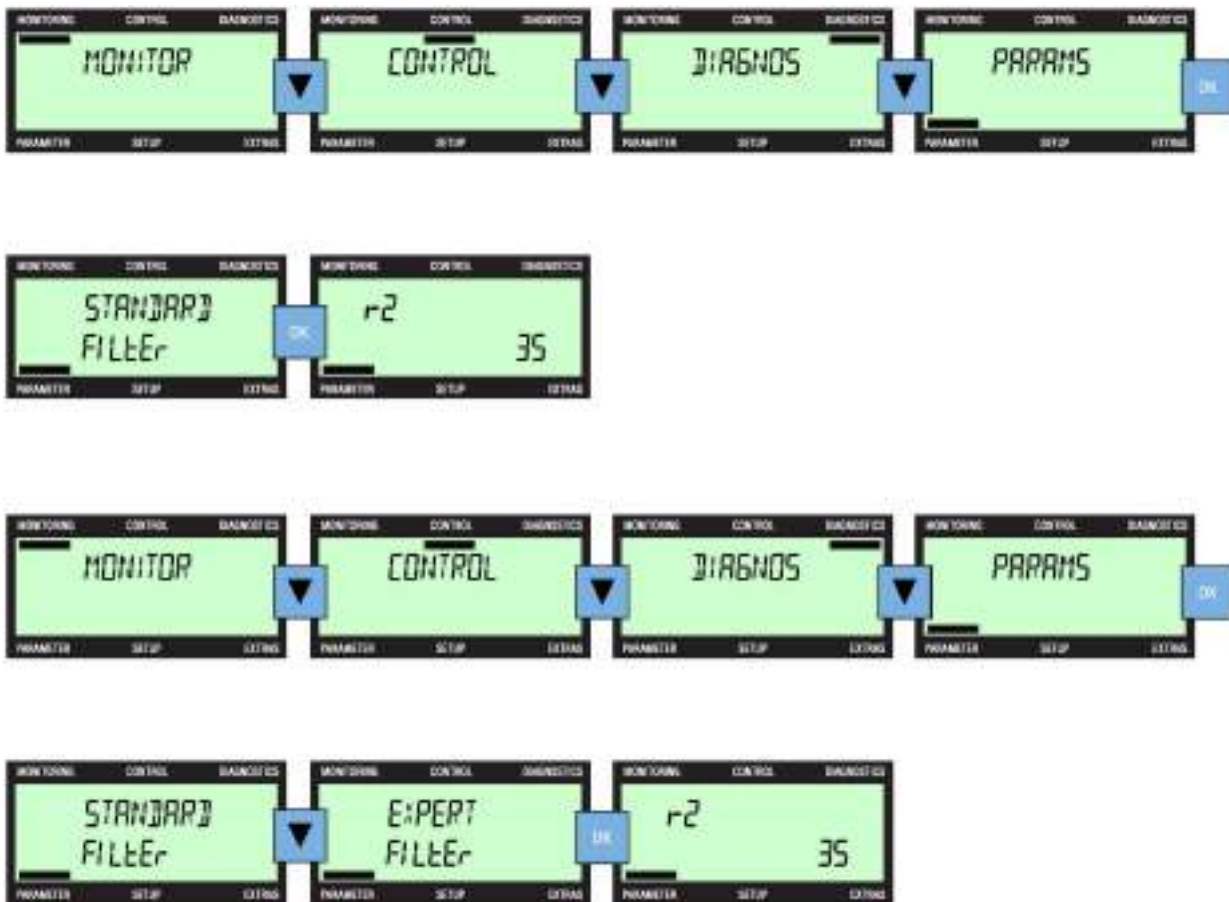 MONITORING CONTROL DIAGNOSTICS
MONITOR
PARAMETER SETUP EXTRAS
MONITORING CONTROL DIAGNOSTICS
CONTROL
PARAMETER SETUP EXTRAS
MONITORING CONTROL DIAGNOSTICS
DIAGNOS
PARAMETER SETUP EXTRAS
MONITORING CONTROL DIAGNOSTICS
PARAMS
PARAMETER SETUP EXTRAS
OK
MONITORING CONTROL DIAGNOSTICS
STANDARD
FILtEr
PARAMETER SETUP EXTRAS
OK
MONITORING CONTROL DIAGNOSTICS
r2
35
PARAMETER SETUP EXTRAS
MONITORING CONTROL DIAGNOSTICS
MONITOR
PARAMETER SETUP EXTRAS
MONITORING CONTROL DIAGNOSTICS
CONTROL
PARAMETER SETUP EXTRAS
MONITORING CONTROL DIAGNOSTICS
DIAGNOS
PARAMETER SETUP EXTRAS
MONITORING CONTROL DIAGNOSTICS
PARAMS
PARAMETER SETUP EXTRAS
OK
MONITORING CONTROL DIAGNOSTICS
STANDARD
FILtEr
PARAMETER SETUP EXTRAS
MONITORING CONTROL DIAGNOSTICS
EXPERT
FILtEr
PARAMETER SETUP EXTRAS
OK
MONITORING CONTROL DIAGNOSTICS
r2
35
PARAMETER SETUP EXTRAS